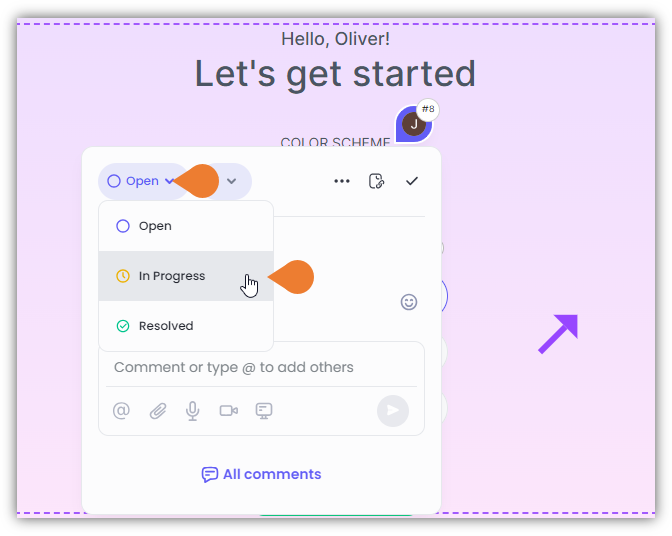 Hello, Oliver!
Let's get started
#8
J
COLOR SCHEME
Open
Open
In Progress
Resolved
Comment or type @ to add others
All comments